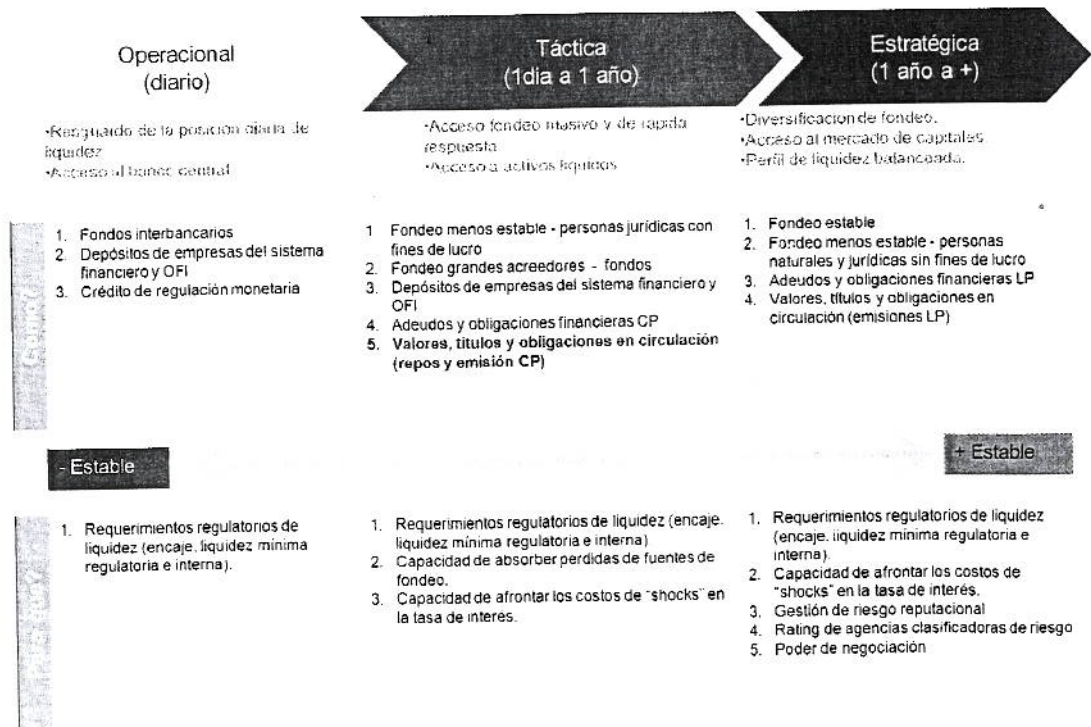 Operacional
(diario)
Táctica
(1dia a 1 año)
Estratégica
(1 año a +)
•Resguardo de la posición diaria de
liquidez
•Acceso al banco central
•Acceso fondeo masivo y de rápida
respuesta
•Acceso a activos líquidos
•Diversificación de fondeo.
•Acceso al mercado de capitales.
•Perfil de liquidez balanceada.
¿Cómo?
1. Fondos interbancarios
2. Depósitos de empresas del sistema
financiero y OFI
3. Crédito de regulación monetaria
1 Fondeo menos estable - personas jurídicas con
fines de lucro
2. Fondeo grandes acreedores - fondos
3. Depósitos de empresas del sistema financiero y
OFI
4. Adeudos y obligaciones financieras CP
5. Valores, títulos y obligaciones en circulación
(repos y emisión CP)
1. Fondeo estable
2. Fondeo menos estable - personas
naturales y jurídicas sin fines de lucro
3. Adeudos y obligaciones financieras LP
4. Valores, títulos y obligaciones en
circulación (emisiones LP)
- Estable
+ Estable
1. Requerimientos regulatorios de
liquidez (encaje, liquidez mínima
regulatoria e interna).
1. Requerimientos regulatorios de liquidez (encaje.
liquidez mínima regulatoria e interna)
2. Capacidad de absorber perdidas de fuentes de
fondeo.
3. Capacidad de afrontar los costos de "shocks" en
la tasa de interes.
1. Requerimientos regulatorios de liquidez
(encaje. liquidez mínima regulatoria e
interna).
2. Capacidad de afrontar los costos de
"shocks" en la tasa de interés.
3. Gestión de riesgo reputacional
4. Rating de agencias clasificadoras de riesgo
5. Poder de negociación